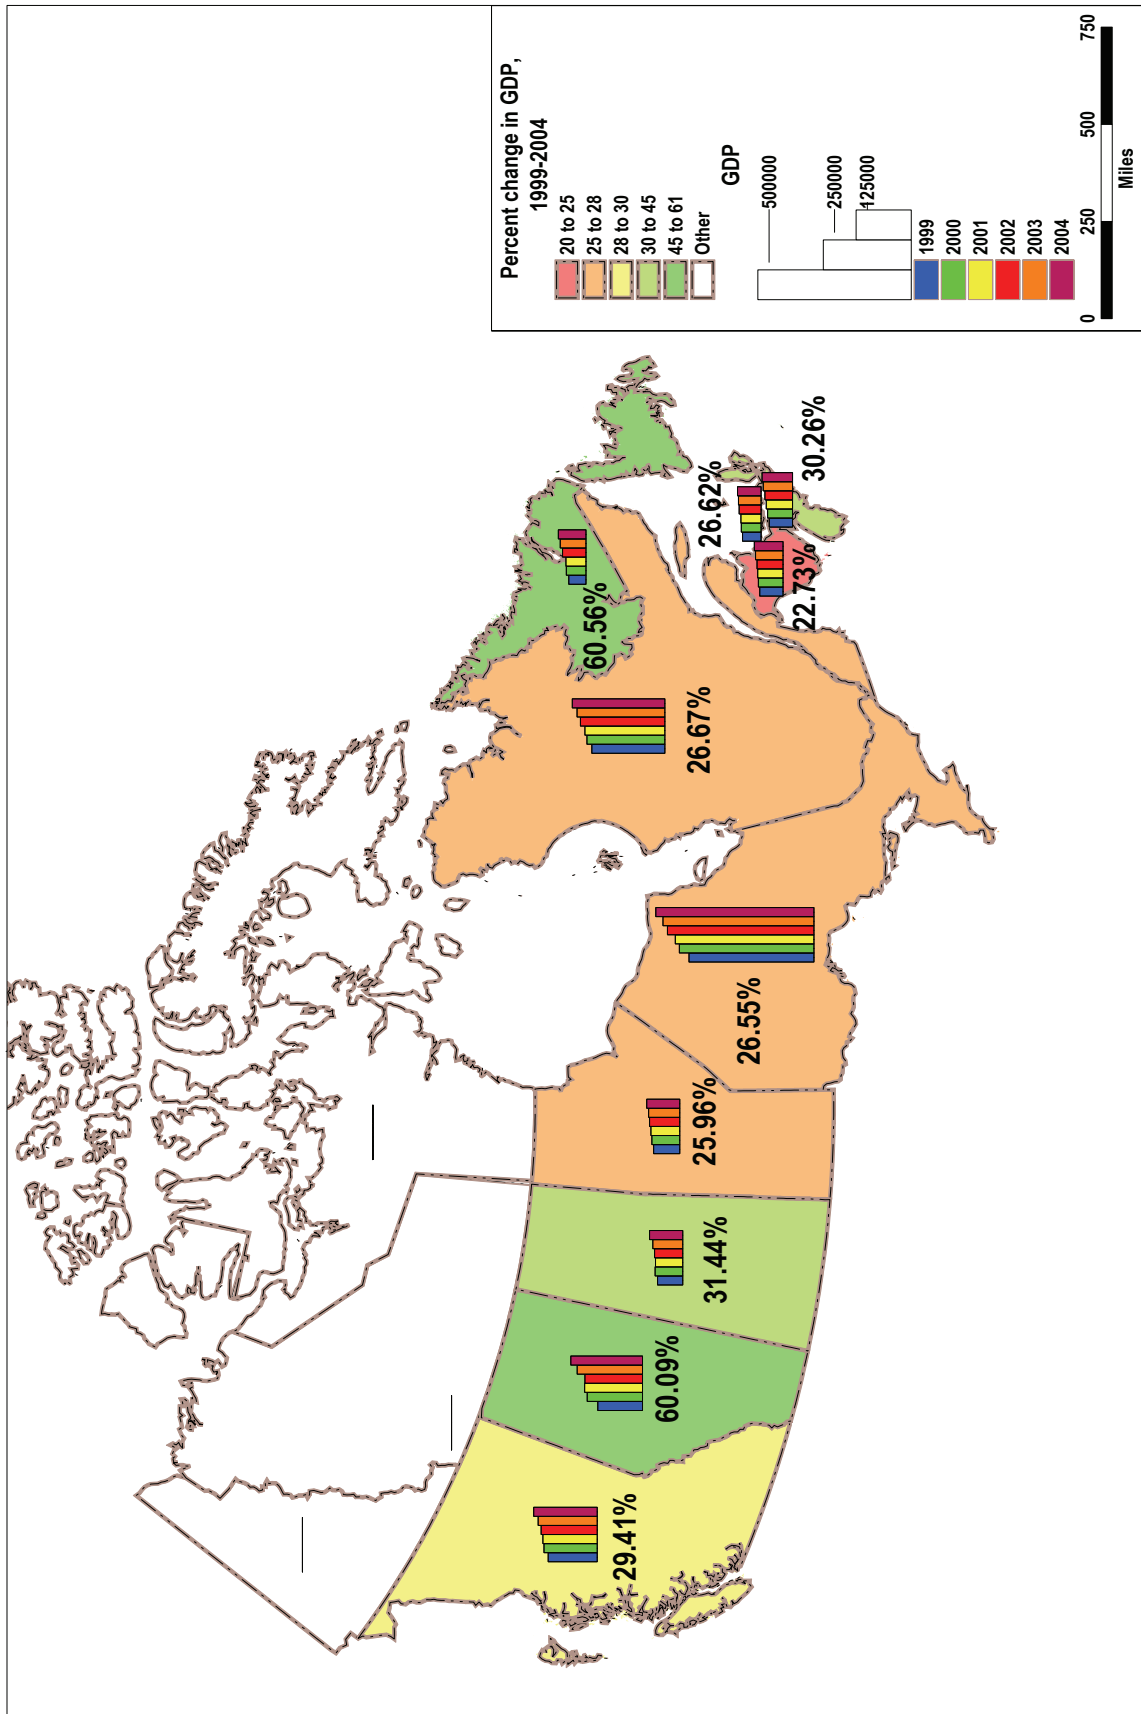 Percent change in GDP,
1999-2004
20 to 25
25 to 28
28 to 30
30 to 45
45 to 61
Other
GDP
500000
250000
125000
1999
2000
2001
2002
2003
2004
0 250 500 750
Miles
60.56%
26.67%
26.62%
30.26%
22.73%
26.55%
25.96%
31.44%
60.09%
29.41%